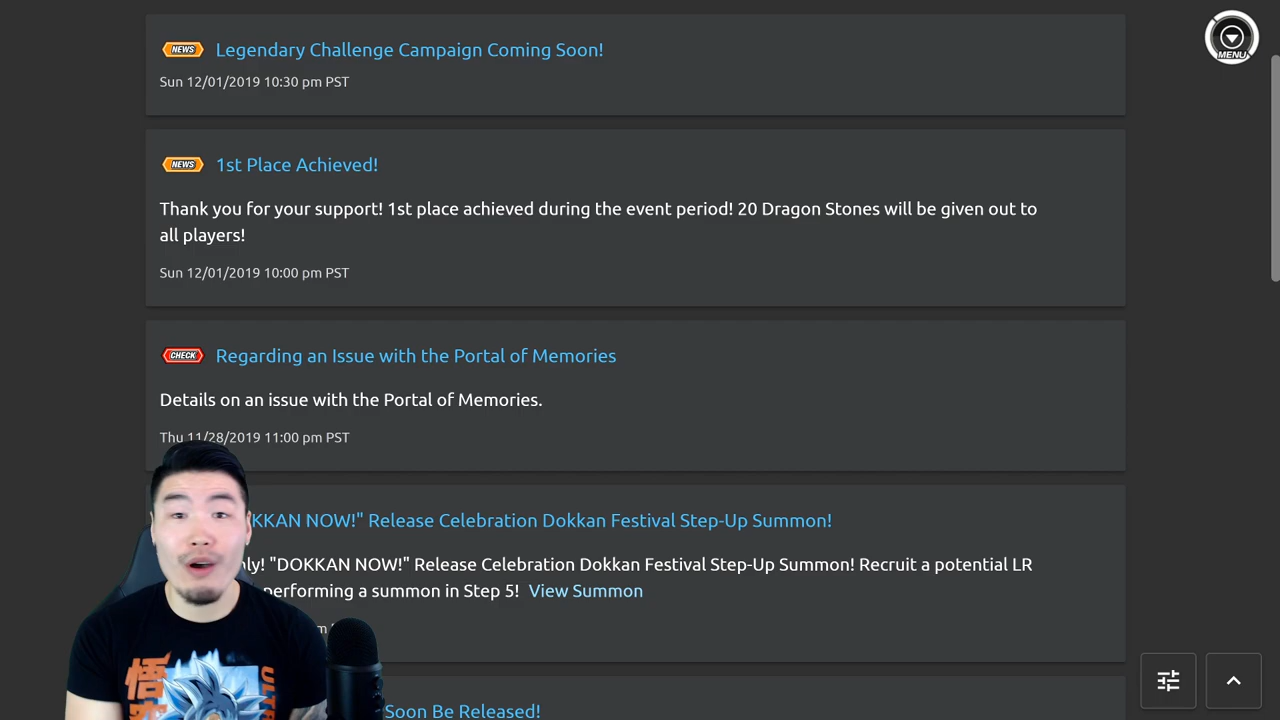 NEWS Legendary Challenge Campaign Coming Soon!
MENU
Sun 12/01/2019 10:30 pm PST
NEWS 1st Place Achieved!
Thank you for your support! 1st place achieved during the event period! 20 Dragon Stones will be given out to
all players!
Sun 12/01/2019 10:00 pm PST
CHECK Regarding an Issue with the Portal of Memories
Details on an issue with the Portal of Memories.
Thu 11/28/2019 11:00 pm PST
NOW!" Release Celebration Dokkan Festival Step-Up Summon!
"DOKKAN NOW!" Release Celebration Dokkan Festival Step-Up Summon! Recruit a potential LR
performing a summon in Step 5! View Summon
Soon Be Released!
悟